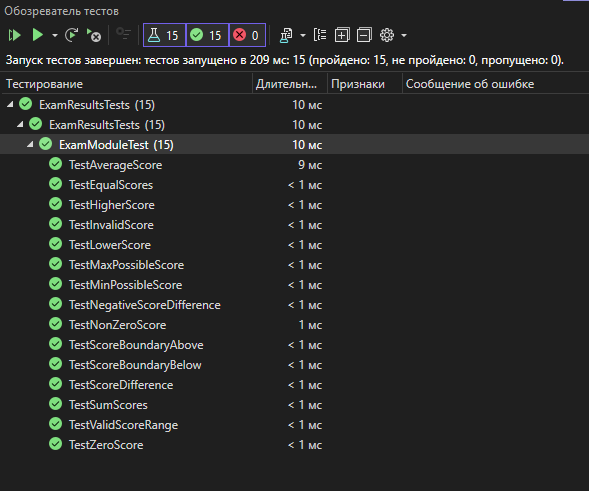 Обозреватель тестов
15 15 0
Запуск тестов завершен: тестов запущено в 209 мс: 15 (пройдено: 15, не пройдено: 0, пропущено: 0).
Тестирование Длительн... Признаки Сообщение об ошибке
ExamResultsTests (15) 10 мс
ExamResultsTests (15) 10 мс
ExamModuleTest (15) 10 мс
TestAverageScore 9 мс
TestEqualScores < 1 мс
TestHigherScore < 1 мс
TestInvalidScore < 1 мс
TestLowerScore < 1 мс
TestMaxPossibleScore < 1 мс
TestMinPossibleScore < 1 мс
TestNegativeScoreDifference < 1 мс
TestNonZeroScore 1 мс
TestScoreBoundaryAbove < 1 мс
TestScoreBoundaryBelow < 1 мс
TestScoreDifference < 1 мс
TestSumScores < 1 мс
TestValidScoreRange < 1 мс
TestZeroScore < 1 мс